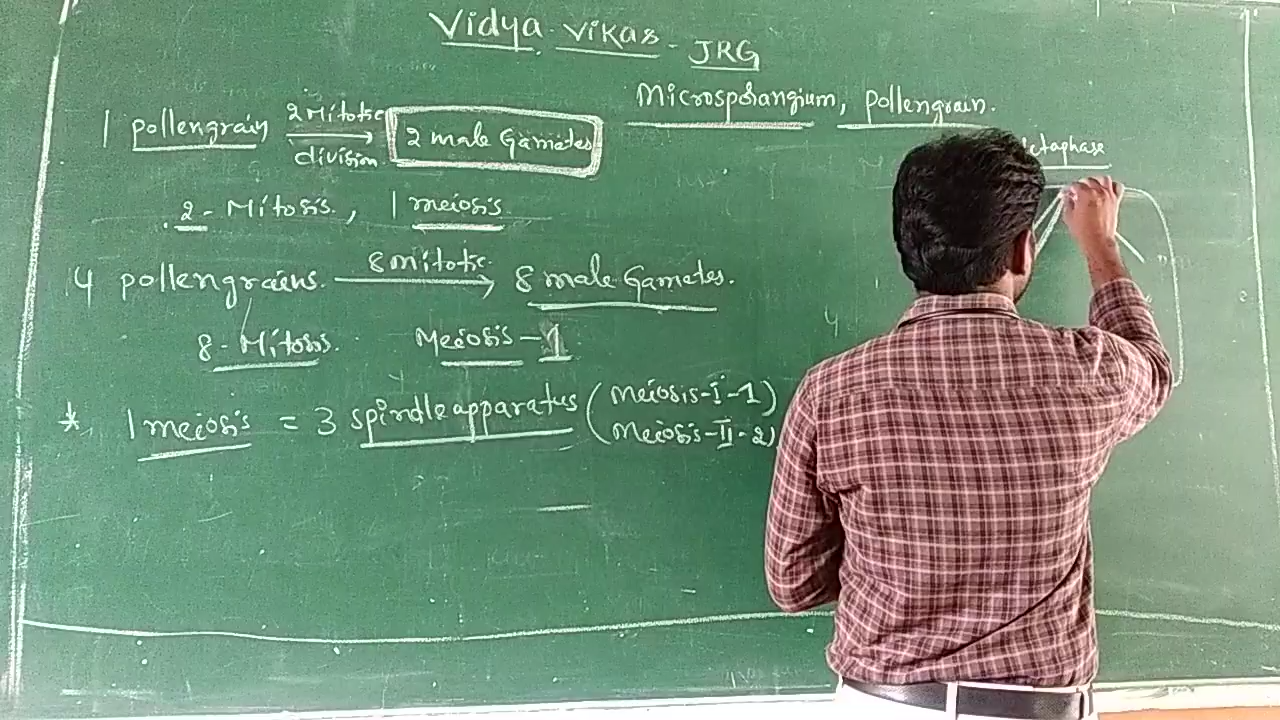 Vidya Vikas - JRG
Microsporangium, pollengrain.
1 pollengrain 2 Mitotic division → 2 male Gametes
2 - Mitosis, 1 meiosis
4 pollengrains. 8 mitotic → 8 male Gametes.
8 - Mitosis. Meiosis - 1
* 1 meiosis = 3 spindle apparatus (Meiosis-I-1)
(Meiosis-II-2)